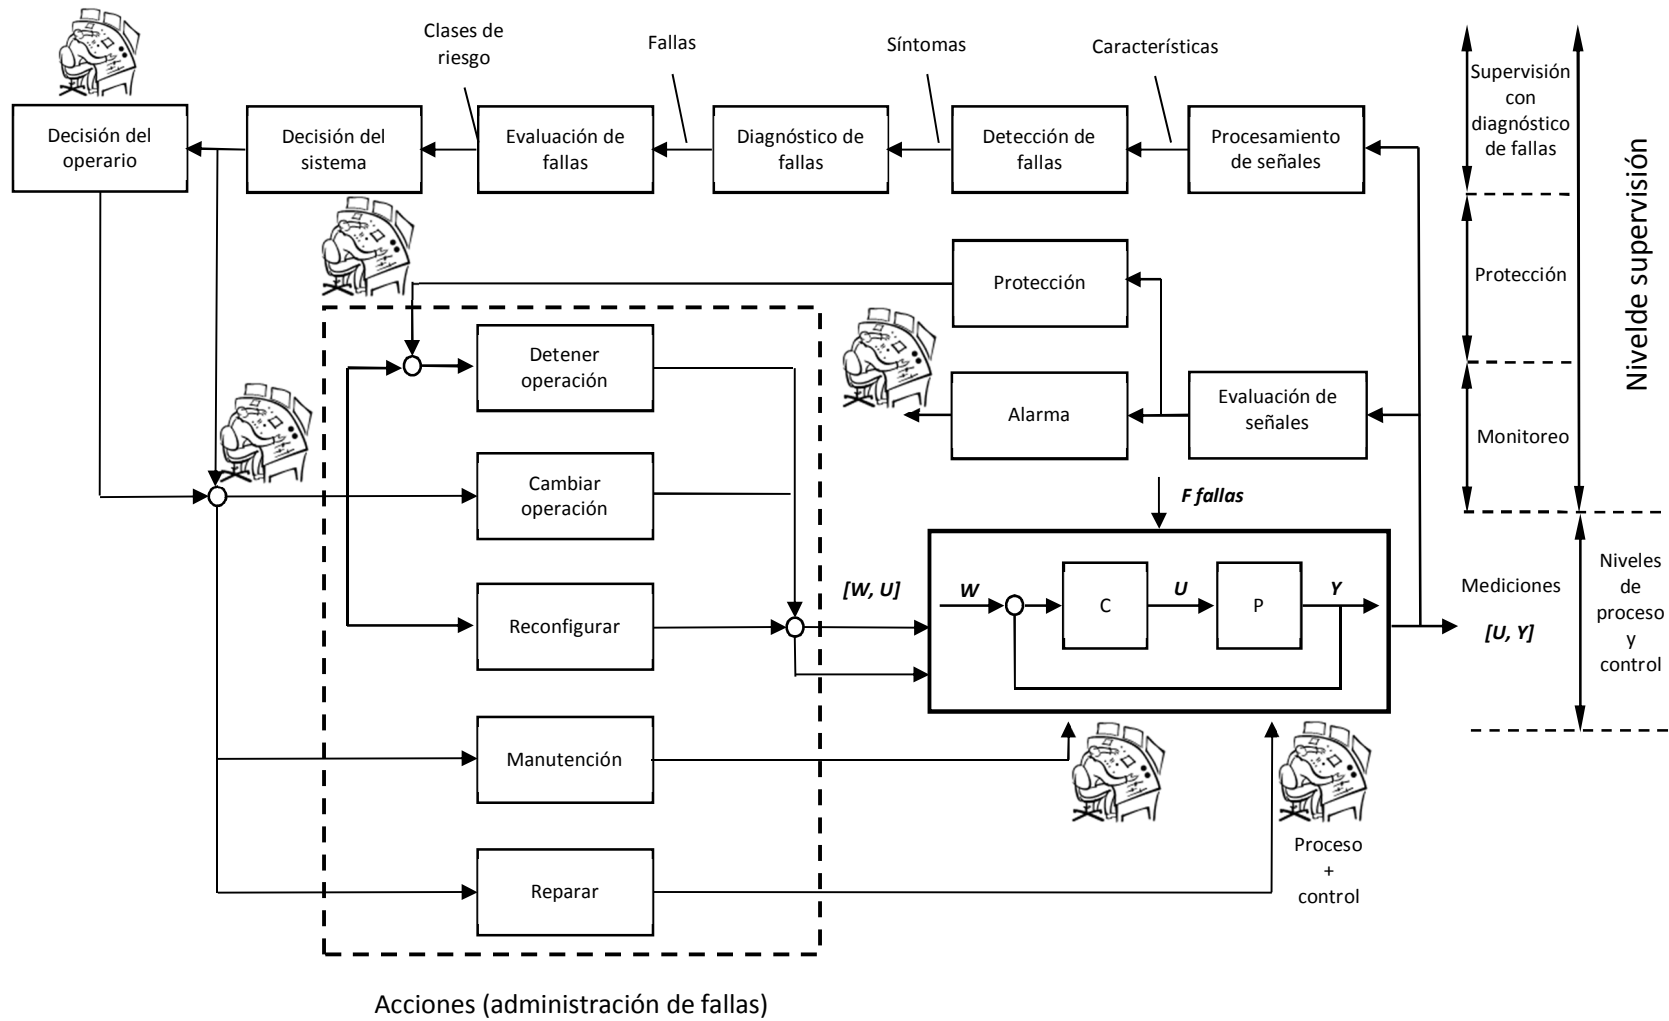 Clases de
riesgo
Fallas
Síntomas
Características
Decisión del
operario
Decisión del
sistema
Evaluación de
fallas
Diagnóstico de
fallas
Detección de
fallas
Procesamiento
de señales
Supervisión
con
diagnóstico
de fallas
Nivelde supervisión
Protección
Protección
Detener
operación
Alarma
Evaluación de
señales
Monitoreo
Cambiar
operación
F fallas
[W, U]
W
C
U
P
Y
Mediciones
[U, Y]
Niveles
de
proceso
y
control
Reconfigurar
Manutención
Reparar
Proceso
+
control
Acciones (administración de fallas)